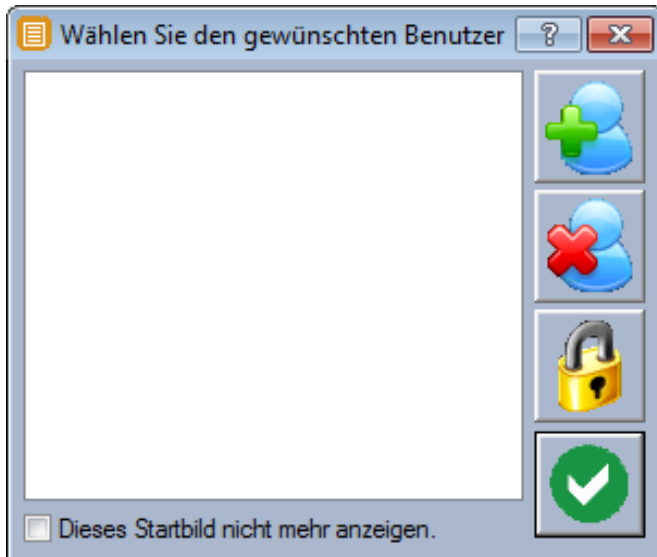 Wählen Sie den gewünschten Benutzer
Dieses Startbild nicht mehr anzeigen.